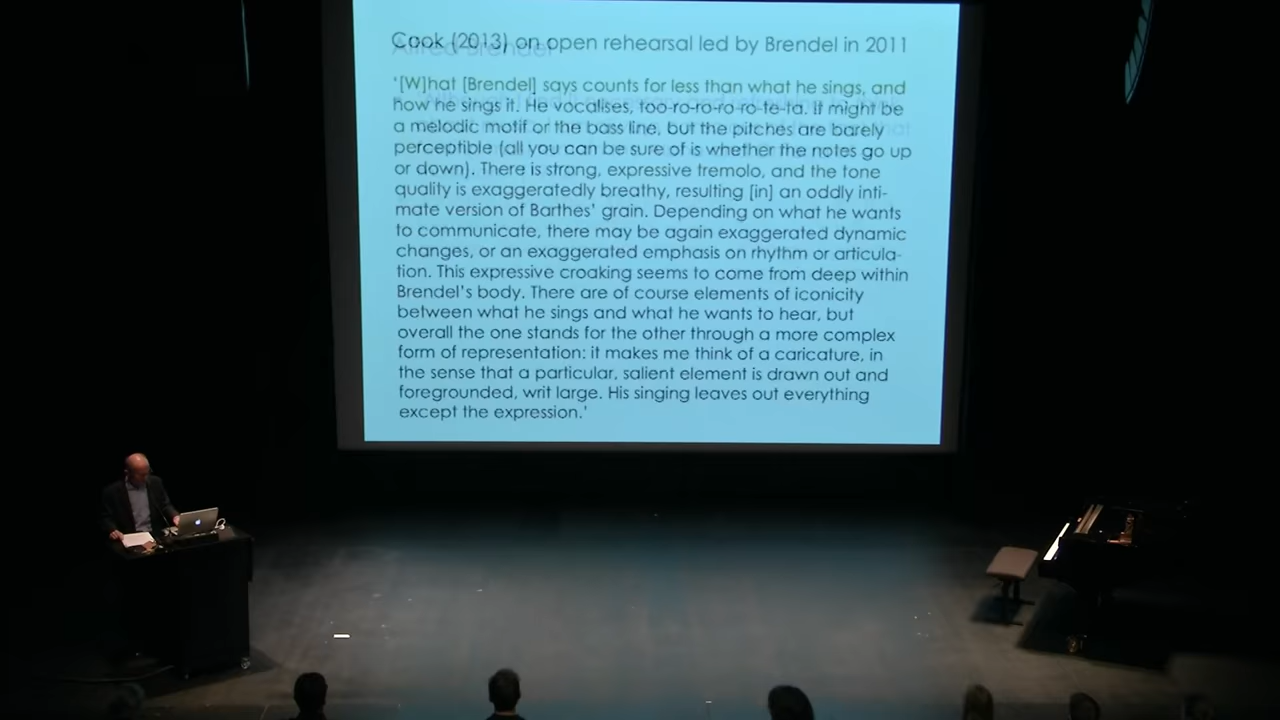 Cook (2013) on open rehearsal led by Brendel in 2011
'[W]hat [Brendel] says counts for less than what he sings, and
how he sings it. He vocalises, too-ro-ro-ro-ro-te-ta. It might be
a melodic motif or the bass line, but the pitches are barely
perceptible (all you can be sure of is whether the notes go up
or down). There is strong, expressive tremolo, and the tone
quality is exaggeratedly breathy, resulting [in] an oddly inti-
mate version of Barthes' grain. Depending on what he wants
to communicate, there may be again exaggerated dynamic
changes, or an exaggerated emphasis on rhythm or articula-
tion. This expressive croaking seems to come from deep within
Brendel's body. There are of course elements of iconicity
between what he sings and what he wants to hear, but
overall the one stands for the other through a more complex
form of representation: it makes me think of a caricature, in
the sense that a particular, salient element is drawn out and
foregrounded, writ large. His singing leaves out everything
except the expression.'